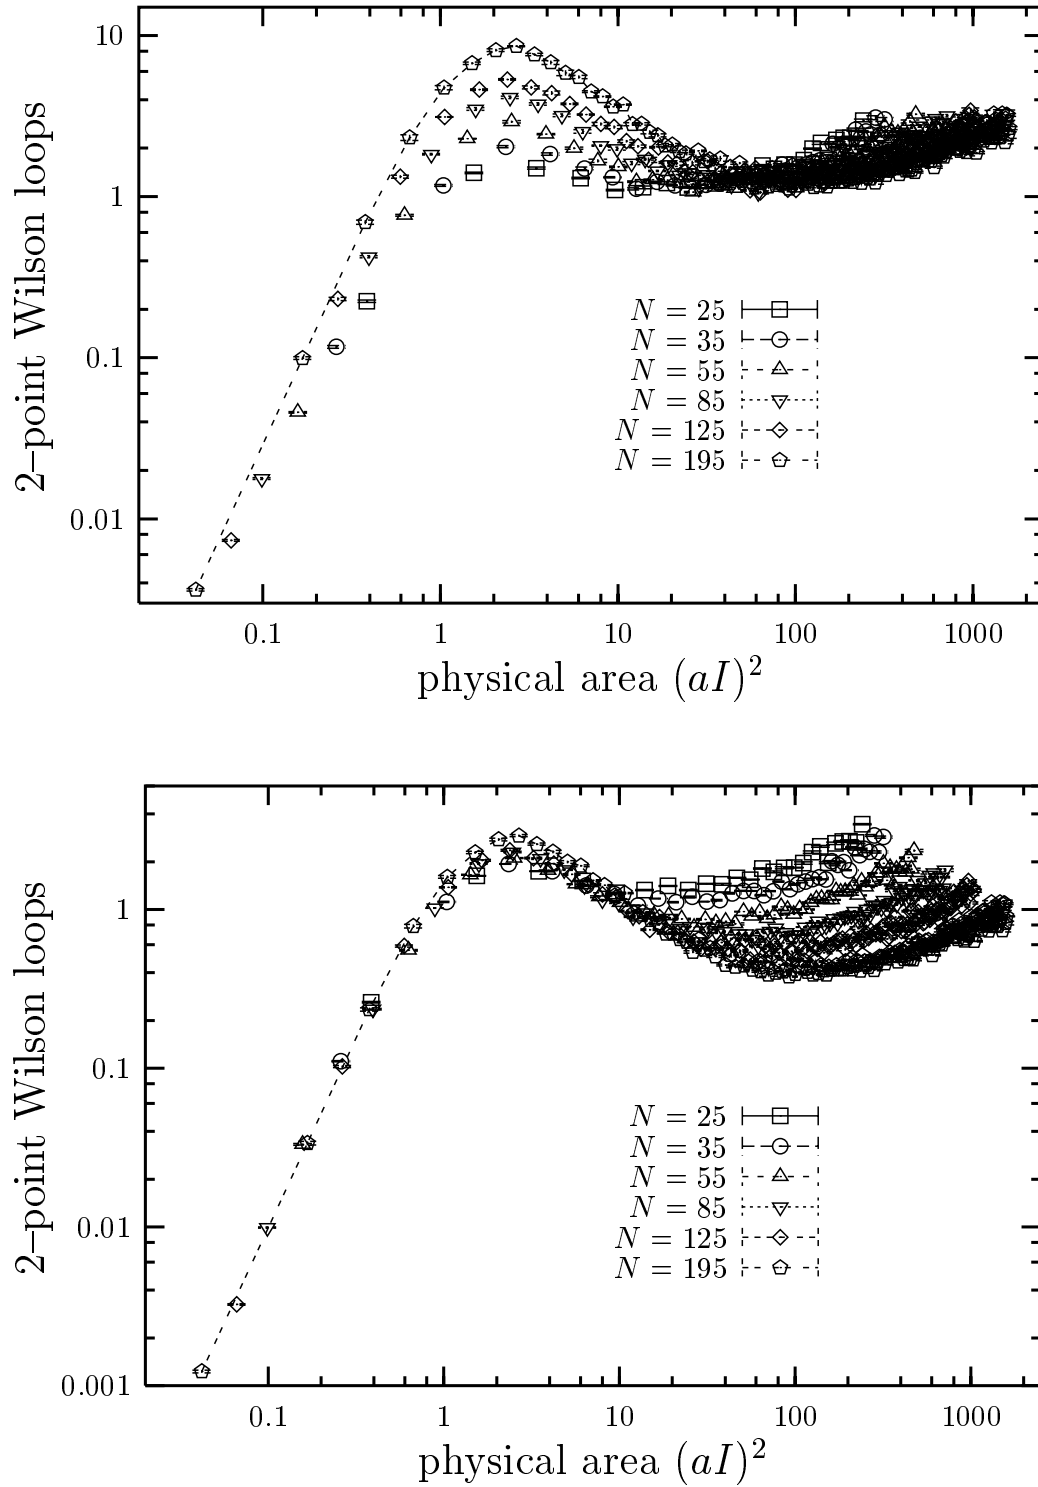 10
1
0.1
0.01
2–point Wilson loops
N = 25
N = 35
N = 55
N = 85
N = 125
N = 195
0.1 1 10 100 1000
physical area (aI)²
1
0.1
0.01
0.001
2–point Wilson loops
N = 25
N = 35
N = 55
N = 85
N = 125
N = 195
0.1 1 10 100 1000
physical area (aI)²